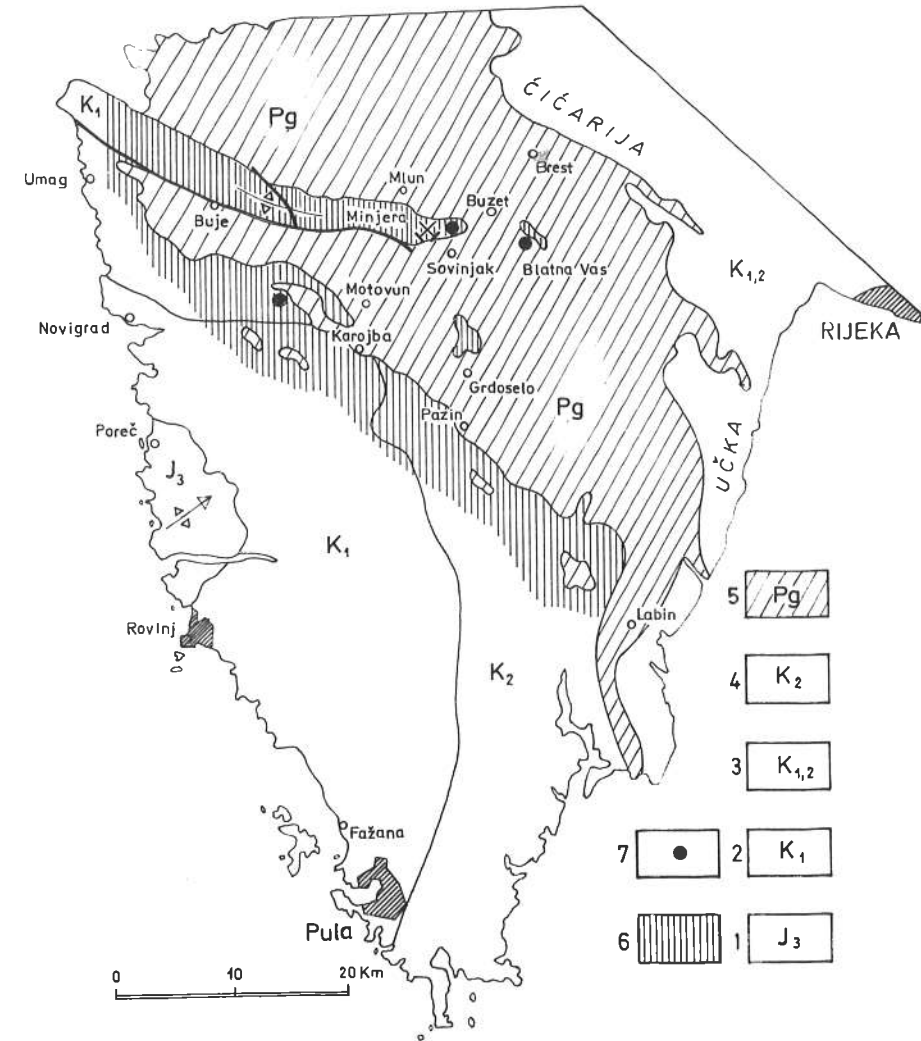 ĆIĆARIJA
K₁
Pg
Brest
Umag
Mlun
Buzet
Minjera
Buje
Sovinjak
Blatna Vas
K₁,₂
Motovun
Novigrad
Karojba
RIJEKA
Grdoselo
Pg
Pazin
Poreč
UČKA
J₃
K₁
5 Pg
Labin
Rovinj
K₂
4 K₂
3 K₁,₂
Fažana
7 2 K₁
Pula
6 1 J₃
0 10 20 Km